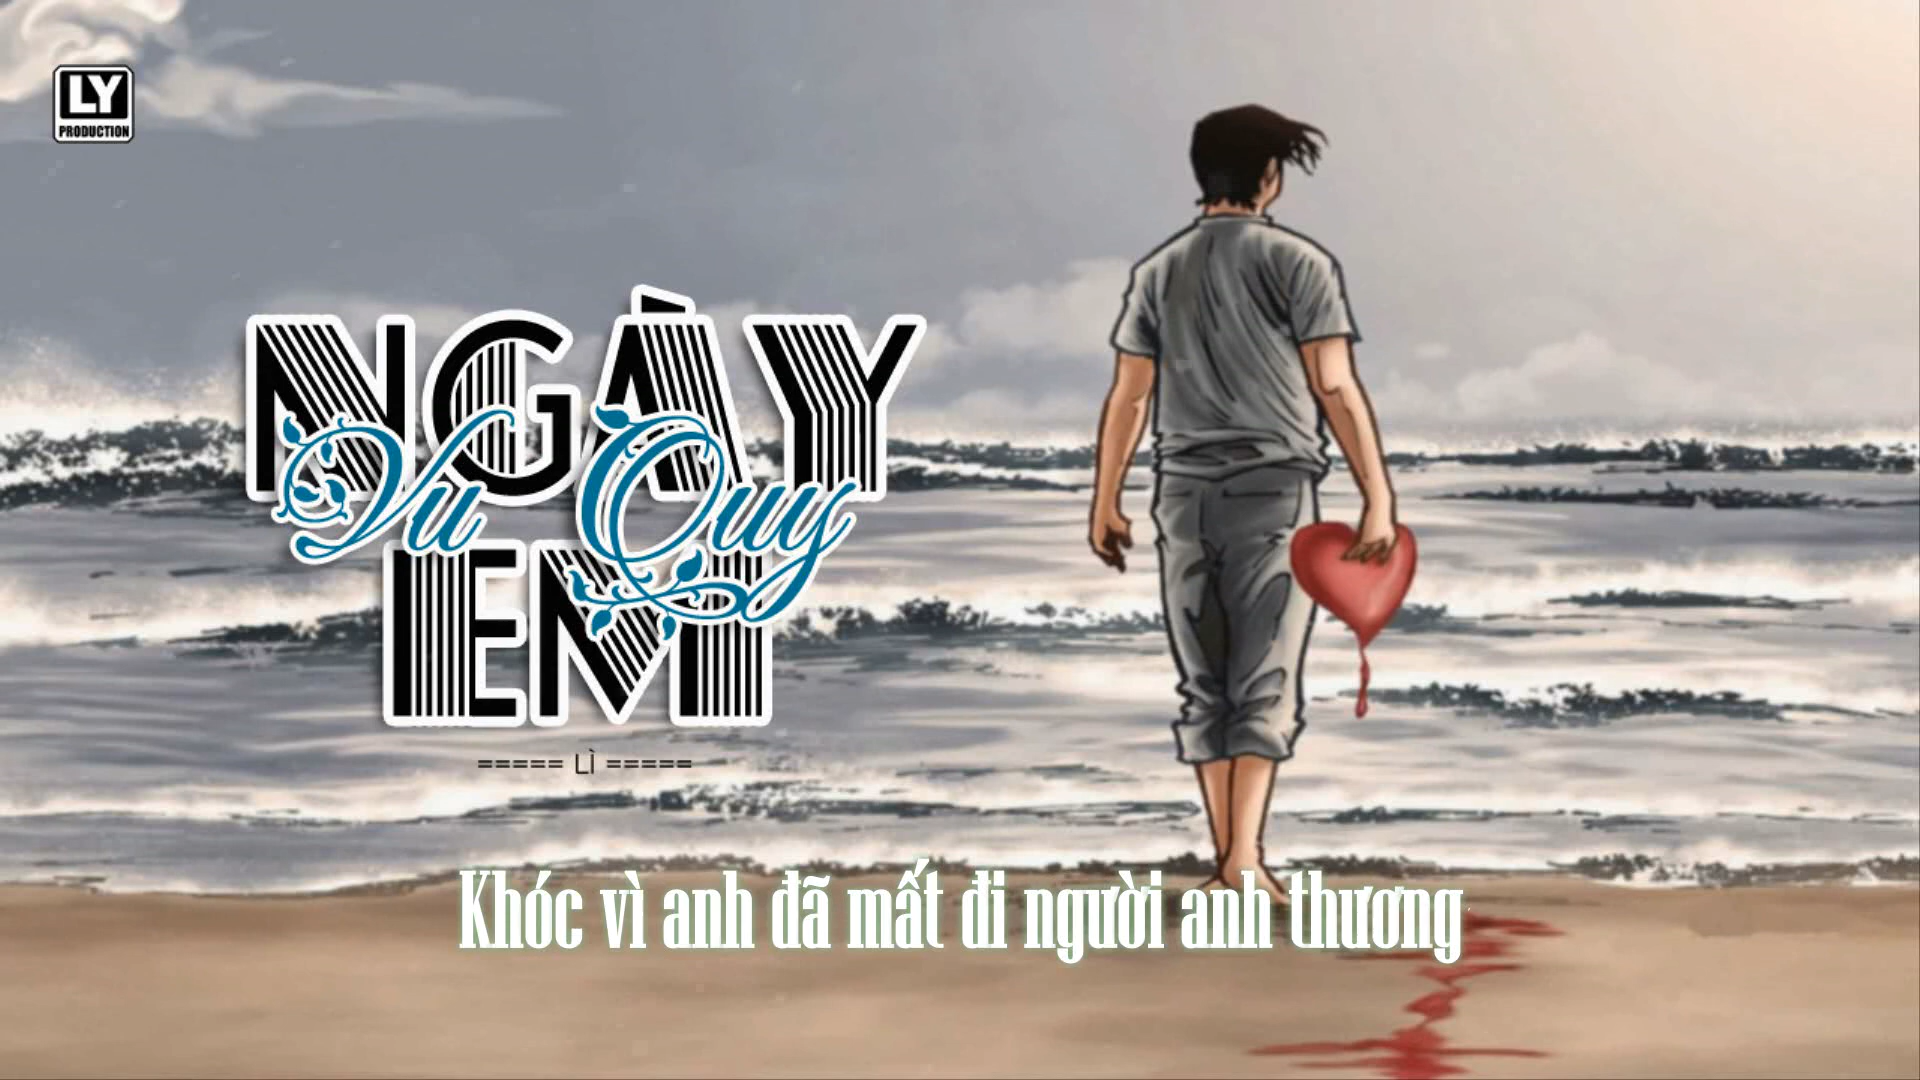 LY
PRODUCTION
NGÀY
Vu Quy
EM
===== LÌ =====
Khóc vì anh đã mất đi người anh thương